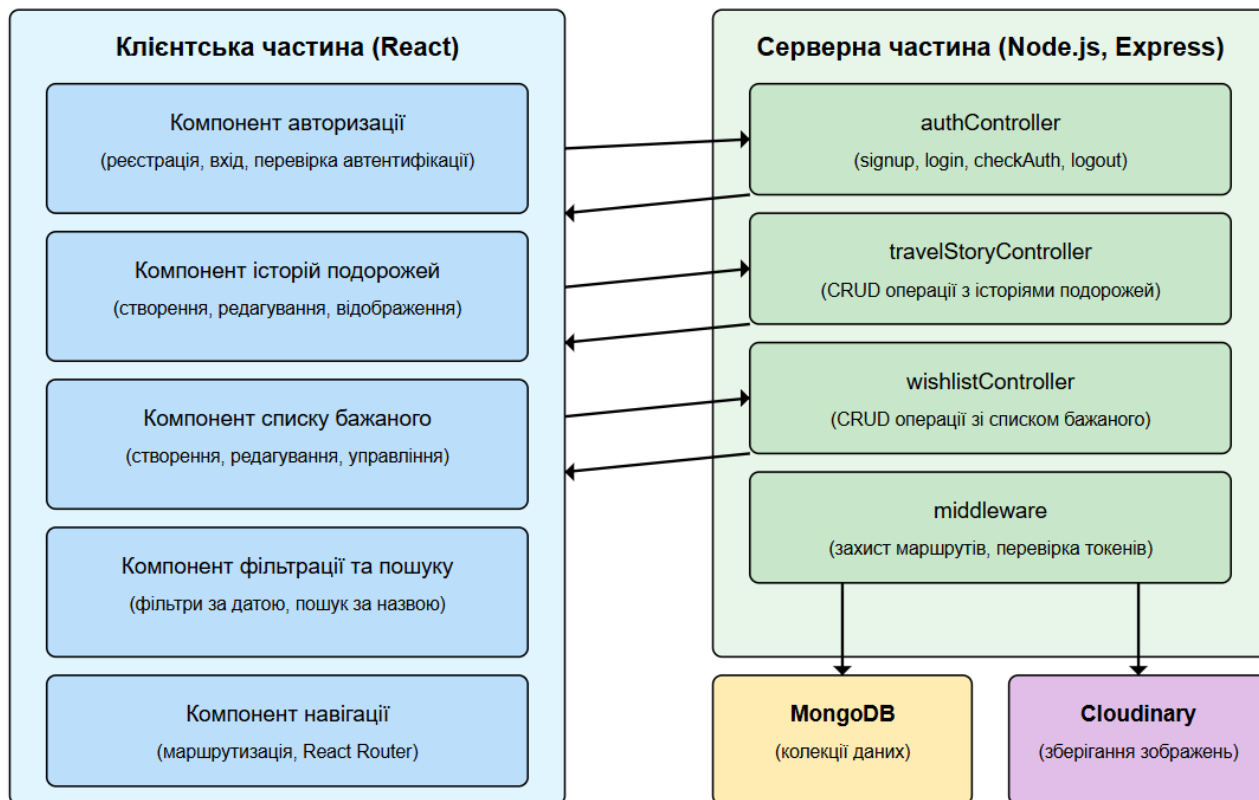 Клієнтська частина (React)
Компонент авторизації
(реєстрація, вхід, перевірка автентифікації)
Компонент історій подорожей
(створення, редагування, відображення)
Компонент списку бажаного
(створення, редагування, управління)
Компонент фільтрації та пошуку
(фільтри за датою, пошук за назвою)
Компонент навігації
(маршрутизація, React Router)
Серверна частина (Node.js, Express)
authController
(signup, login, checkAuth, logout)
travelStoryController
(CRUD операції з історіями подорожей)
wishlistController
(CRUD операції зі списком бажаного)
middleware
(захист маршрутів, перевірка токенів)
MongoDB
(колекції даних)
Cloudinary
(зберігання зображень)